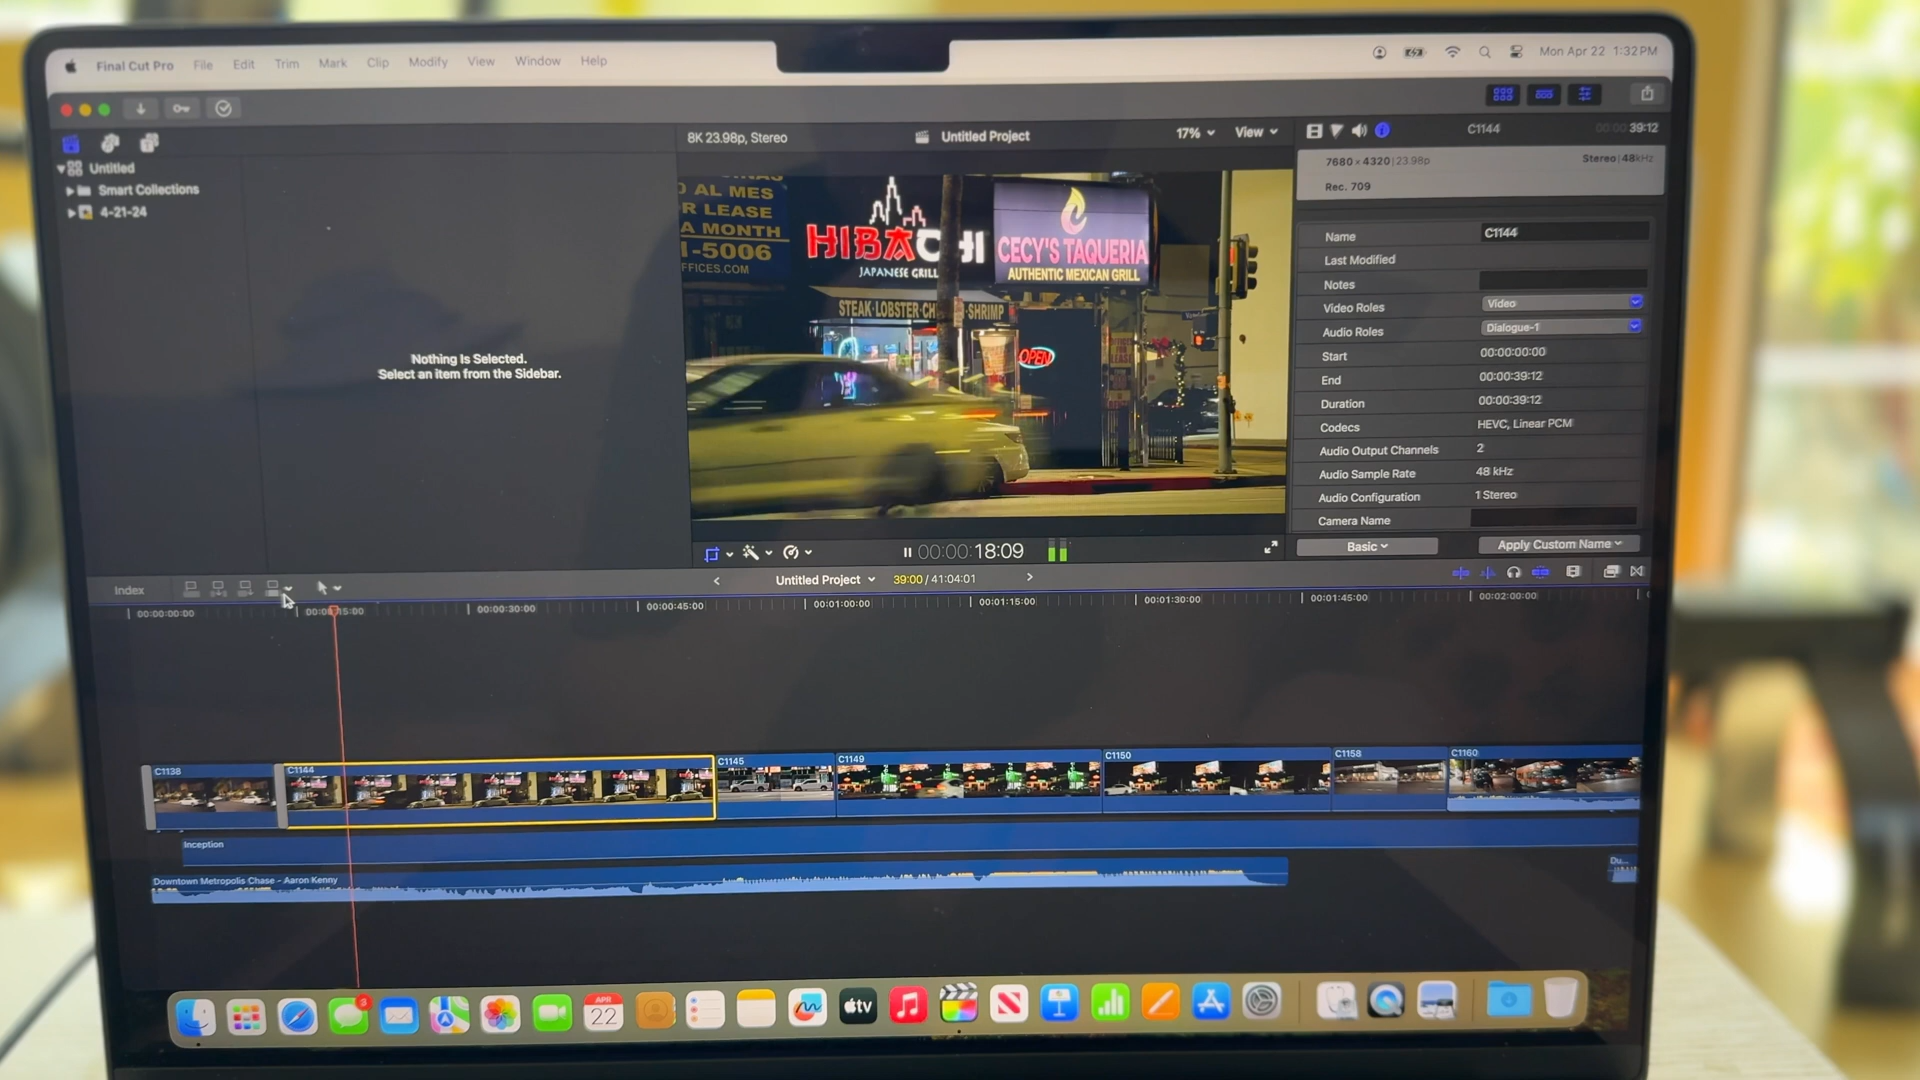 Final Cut Pro File Edit Trim Mark Clip Modify View Window Help
Mon Apr 22 1:32 PM
8K 23.98p, Stereo
Untitled Project
17%
View
C1144
00:00:39:12
Untitled
Smart Collections
4-21-24
Nothing Is Selected.
Select an item from the Sidebar.
D AL MES
R LEASE
A MONTH
1-5006
FFICES.COM
HIBACHI
JAPANESE GRILL
CECY'S TAQUERIA
AUTHENTIC MEXICAN GRILL
STEAK·LOBSTER·CH
·SHRIMP
OPEN
7680 × 4320 | 23.98p
Stereo | 48kHz
Rec. 709
Name C1144
Last Modified
Notes
Video Roles Video
Audio Roles Dialogue-1
Start 00:00:00:00
End 00:00:39:12
Duration 00:00:39:12
Codecs HEVC, Linear PCM
Audio Output Channels 2
Audio Sample Rate 48 kHz
Audio Configuration 1 Stereo
Camera Name
Basic
Apply Custom Name
00:00:18:09
Index
Untitled Project
39:00 / 41:04:01
00:00:00:00
00:00:15:00
00:00:30:00
00:00:45:00
00:01:00:00
00:01:15:00
00:01:30:00
00:01:45:00
00:02:00:00
C1138
C1144
C1145
C1149
C1150
C1158
C1160
Inception
Downtown Metropolis Chase - Aaron Kenny
Du...
3
APR
22
tv